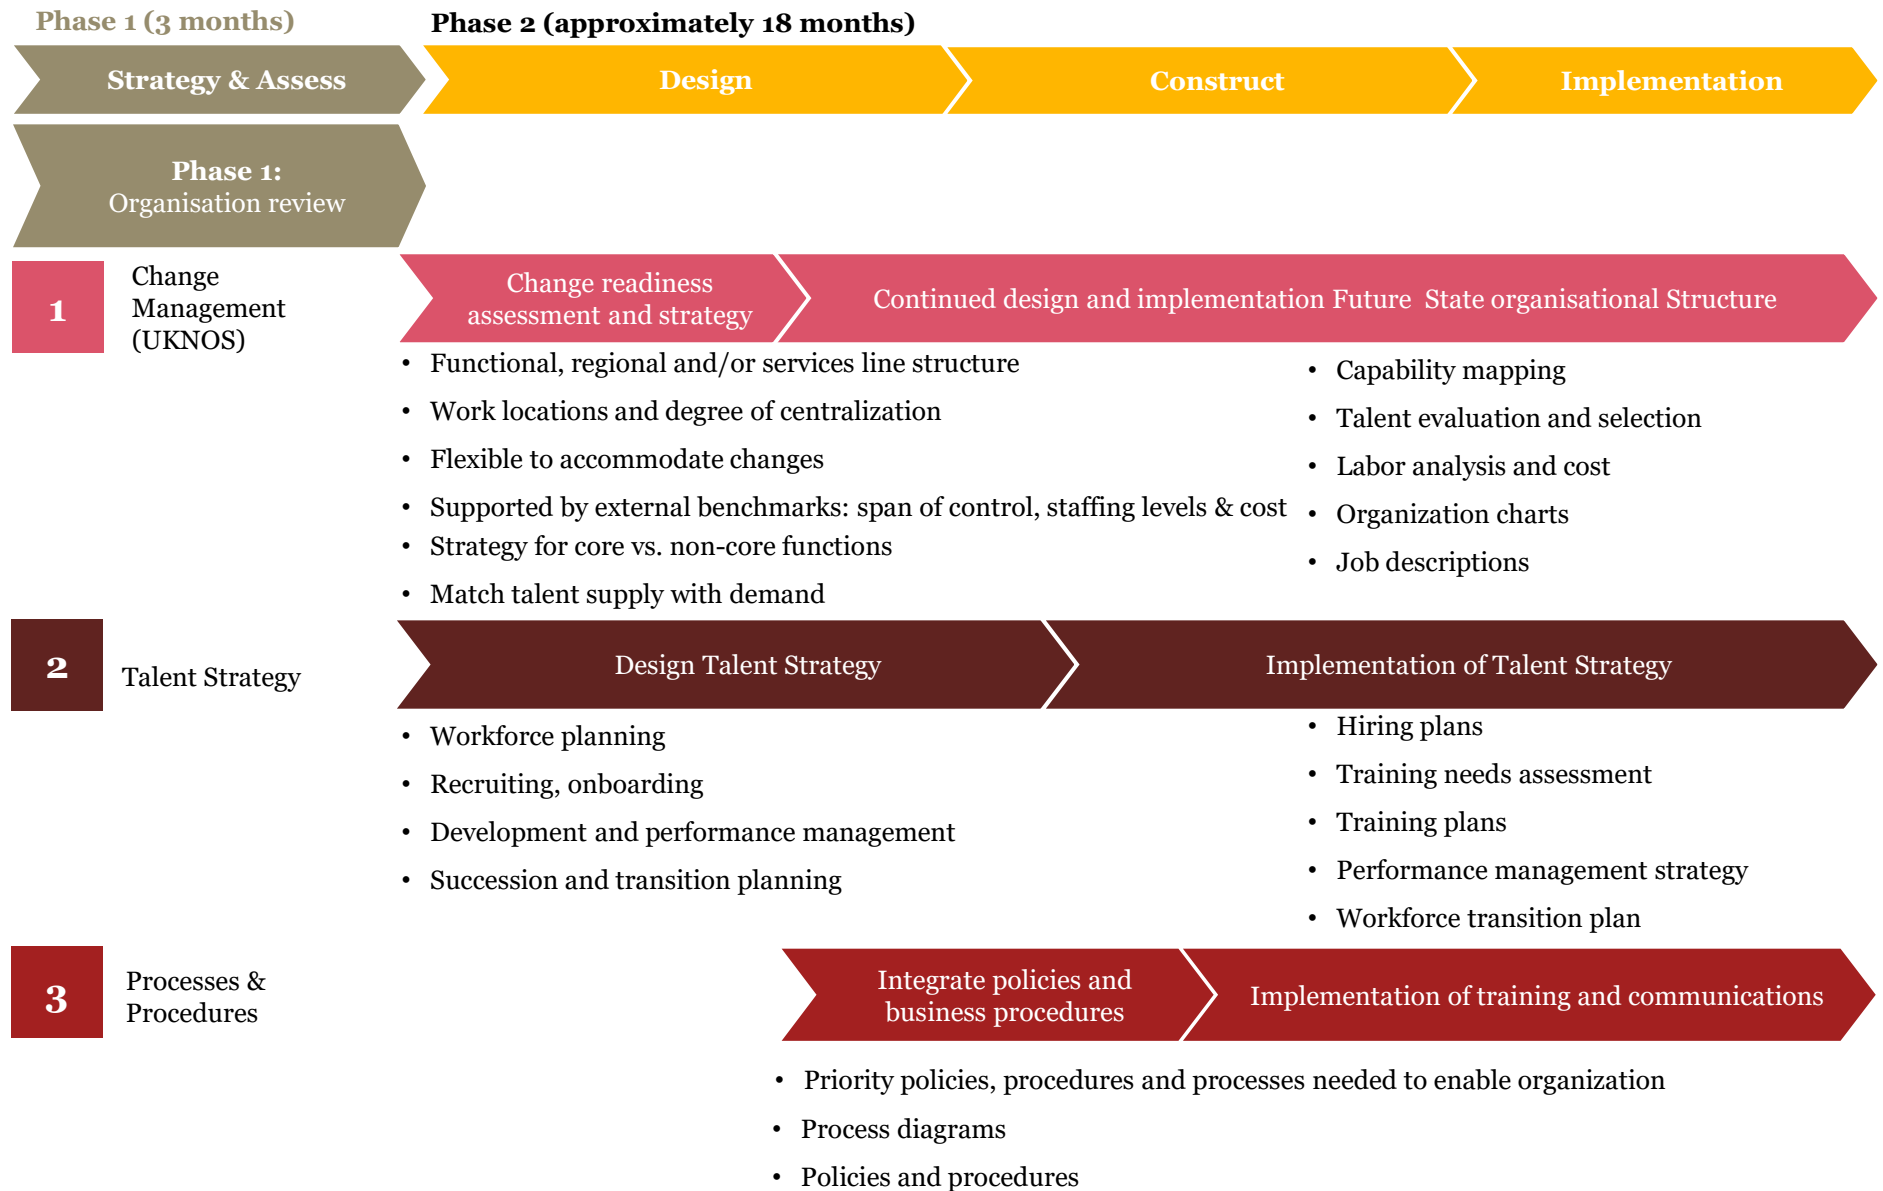 Phase 1 (3 months)
Phase 2 (approximately 18 months)
Strategy & Assess
Design
Construct
Implementation
Phase 1:
Organisation review
1
Change
Management
(UKNOS)
Change readiness
assessment and strategy
Continued design and implementation Future  State organisational Structure
• Functional, regional and/or services line structure
• Work locations and degree of centralization
• Flexible to accommodate changes
• Supported by external benchmarks: span of control, staffing levels & cost
• Strategy for core vs. non-core functions
• Match talent supply with demand
• Capability mapping
• Talent evaluation and selection
• Labor analysis and cost
• Organization charts
• Job descriptions
2
Talent Strategy
Design Talent Strategy
Implementation of Talent Strategy
• Workforce planning
• Recruiting, onboarding
• Development and performance management
• Succession and transition planning
• Hiring plans
• Training needs assessment
• Training plans
• Performance management strategy
• Workforce transition plan
3
Processes &
Procedures
Integrate policies and
business procedures
Implementation of training and communications
• Priority policies, procedures and processes needed to enable organization
• Process diagrams
• Policies and procedures